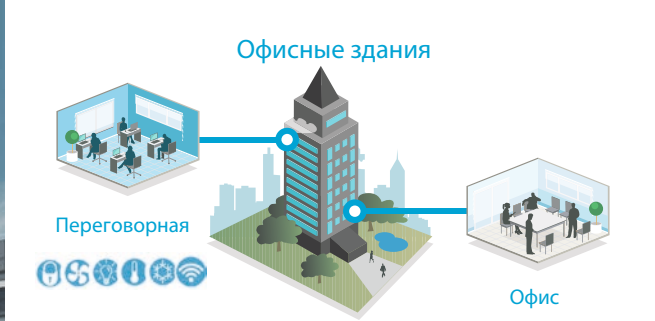 Офисные здания
Переговорная
Офис